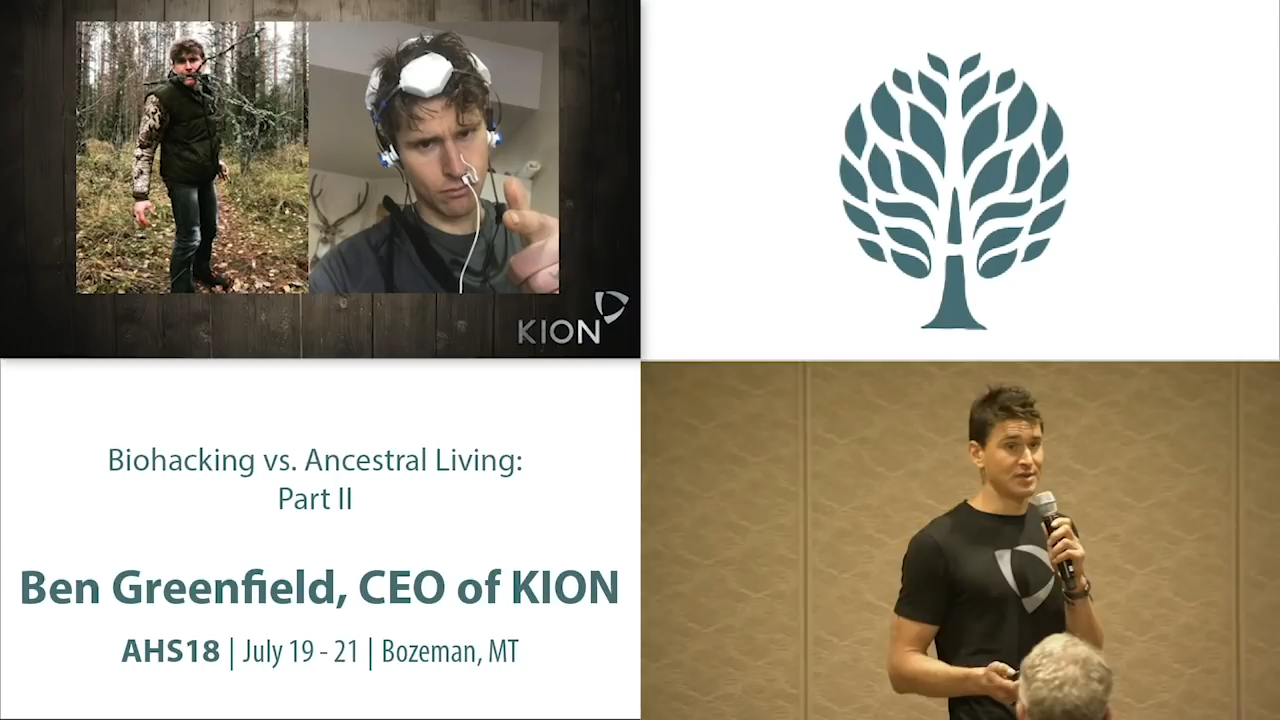 KION
Biohacking vs. Ancestral Living:
Part II
Ben Greenfield, CEO of KION
AHS18 | July 19 - 21 | Bozeman, MT